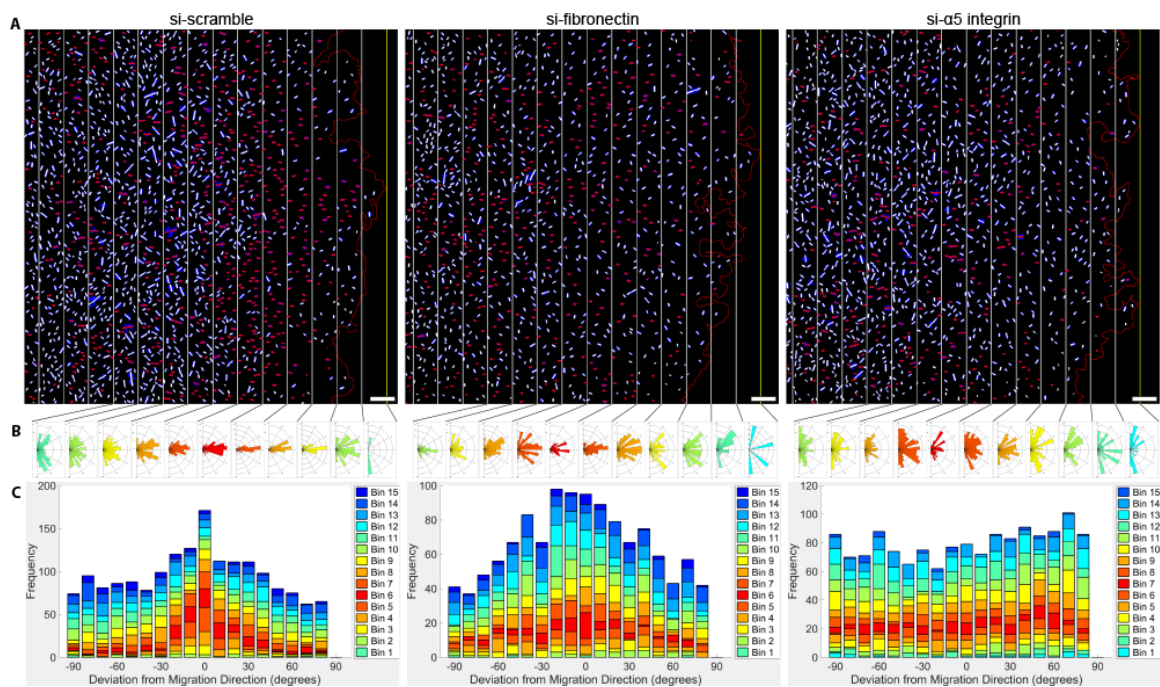 A
si-scramble
si-fibronectin
si-α5 integrin
B
C
200
150
100
50
0
Frequency
-90 -60 -30 0 30 60 90
Deviation from Migration Direction (degrees)
Bin 15
Bin 14
Bin 13
Bin 12
Bin 11
Bin 10
Bin 9
Bin 8
Bin 7
Bin 6
Bin 5
Bin 4
Bin 3
Bin 2
Bin 1
100
80
60
40
20
0
Frequency
-90 -60 -30 0 30 60 90
Deviation from Migration Direction (degrees)
Bin 15
Bin 14
Bin 13
Bin 12
Bin 11
Bin 10
Bin 9
Bin 8
Bin 7
Bin 6
Bin 5
Bin 4
Bin 3
Bin 2
Bin 1
120
100
80
60
40
20
0
Frequency
-90 -60 -30 0 30 60 90
Deviation from Migration Direction (degrees)
Bin 15
Bin 14
Bin 13
Bin 12
Bin 11
Bin 10
Bin 9
Bin 8
Bin 7
Bin 6
Bin 5
Bin 4
Bin 3
Bin 2
Bin 1